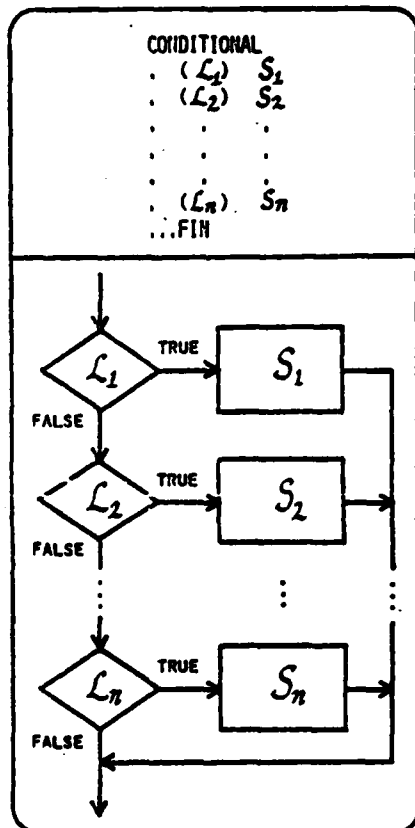 CONDITIONAL
. (ℒ₁) S₁
. (ℒ₂) S₂
. . .
. . .
. . .
. (ℒₙ) Sₙ
...FIN
ℒ₁ TRUE S₁
FALSE
ℒ₂ TRUE S₂
FALSE
ℒₙ TRUE Sₙ
FALSE